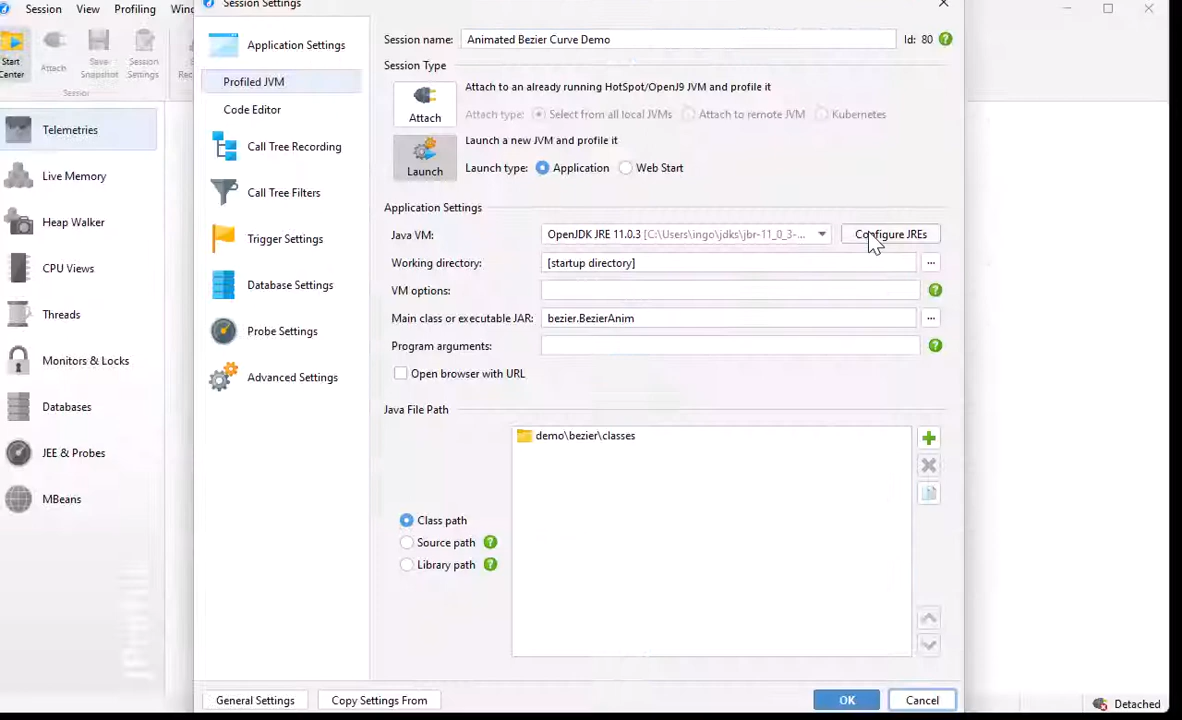 Session View Profiling
Session Settings
Start Center
Attach
Save Snapshot
Session Settings
Telemetries
Live Memory
Heap Walker
CPU Views
Threads
Monitors & Locks
Databases
JEE & Probes
MBeans
JProfiler
Application Settings
Profiled JVM
Code Editor
Call Tree Recording
Call Tree Filters
Trigger Settings
Database Settings
Probe Settings
Advanced Settings
Session name: Animated Bezier Curve Demo Id: 80
Session Type
Attach
Attach to an already running HotSpot/OpenJ9 JVM and profile it
Attach type: Select from all local JVMs Attach to remote JVM Kubernetes
Launch
Launch a new JVM and profile it
Launch type: Application Web Start
Application Settings
Java VM: OpenJDK JRE 11.0.3 [C:\Users\ingo\jdks\jbr-11_0_3-... Configure JREs
Working directory: [startup directory] ...
VM options:
Main class or executable JAR: bezier.BezierAnim ...
Program arguments:
Open browser with URL
Java File Path
demo\bezier\classes
Class path
Source path
Library path
General Settings Copy Settings From OK Cancel
Detached